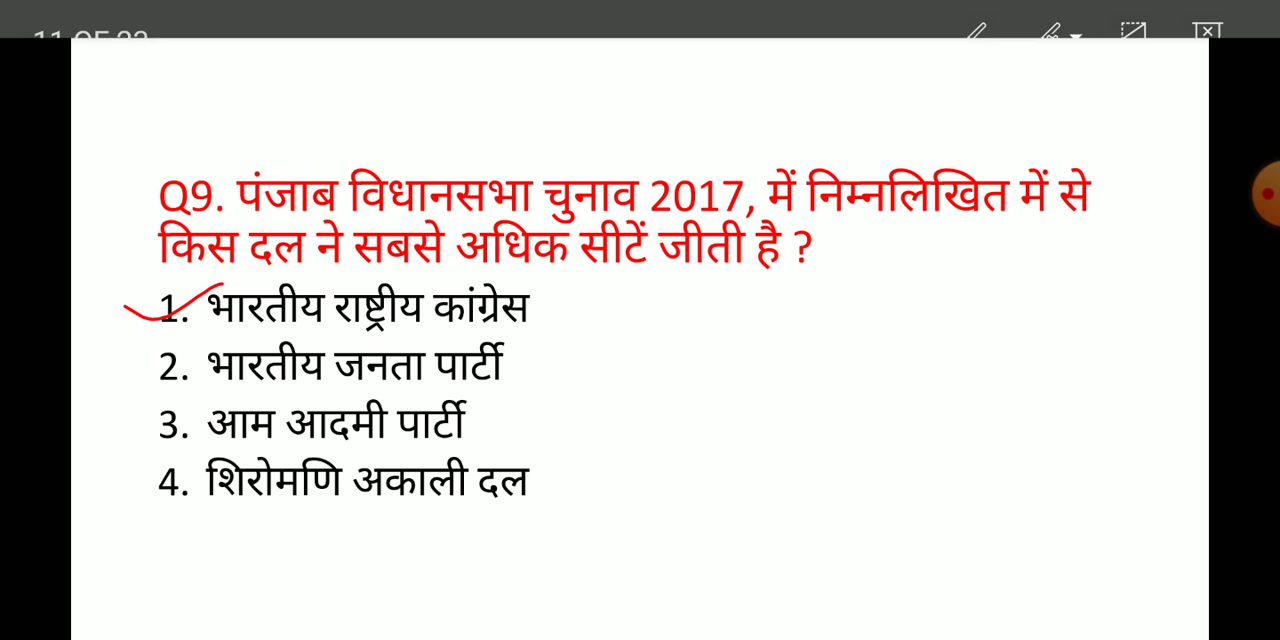 Q9. पंजाब विधानसभा चुनाव 2017, में निम्नलिखित में से
किस दल ने सबसे अधिक सीटें जीती है ?
1. भारतीय राष्ट्रीय कांग्रेस
2. भारतीय जनता पार्टी
3. आम आदमी पार्टी
4. शिरोमणि अकाली दल